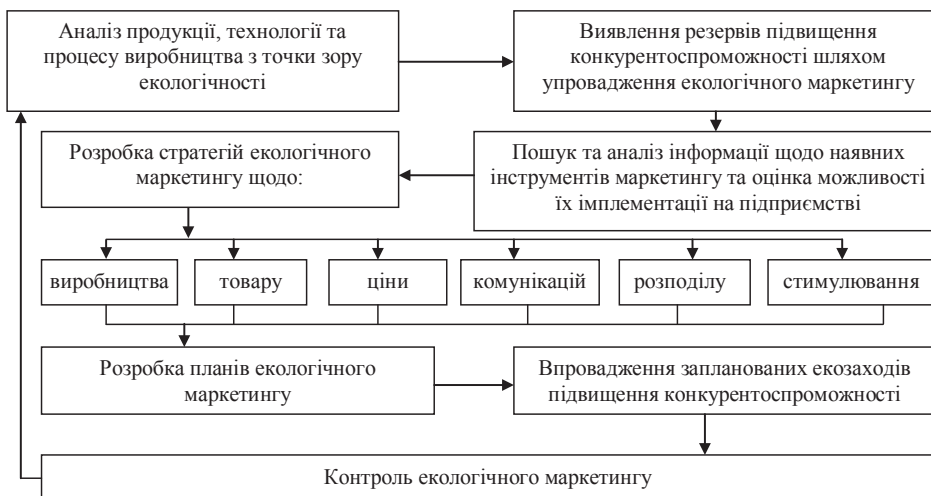 Аналіз продукції, технології та
процесу виробництва з точки зору
екологічності
Виявлення резервів підвищення
конкурентоспроможності шляхом
упровадження екологічного маркетингу
Розробка стратегій екологічного
маркетингу щодо:
Пошук та аналіз інформації щодо наявних
інструментів маркетингу та оцінка можливості
їх імплементації на підприємстві
виробництва
товару
ціни
комунікацій
розподілу
стимулювання
Розробка планів екологічного
маркетингу
Впровадження запланованих екозаходів
підвищення конкурентоспроможності
Контроль екологічного маркетингу